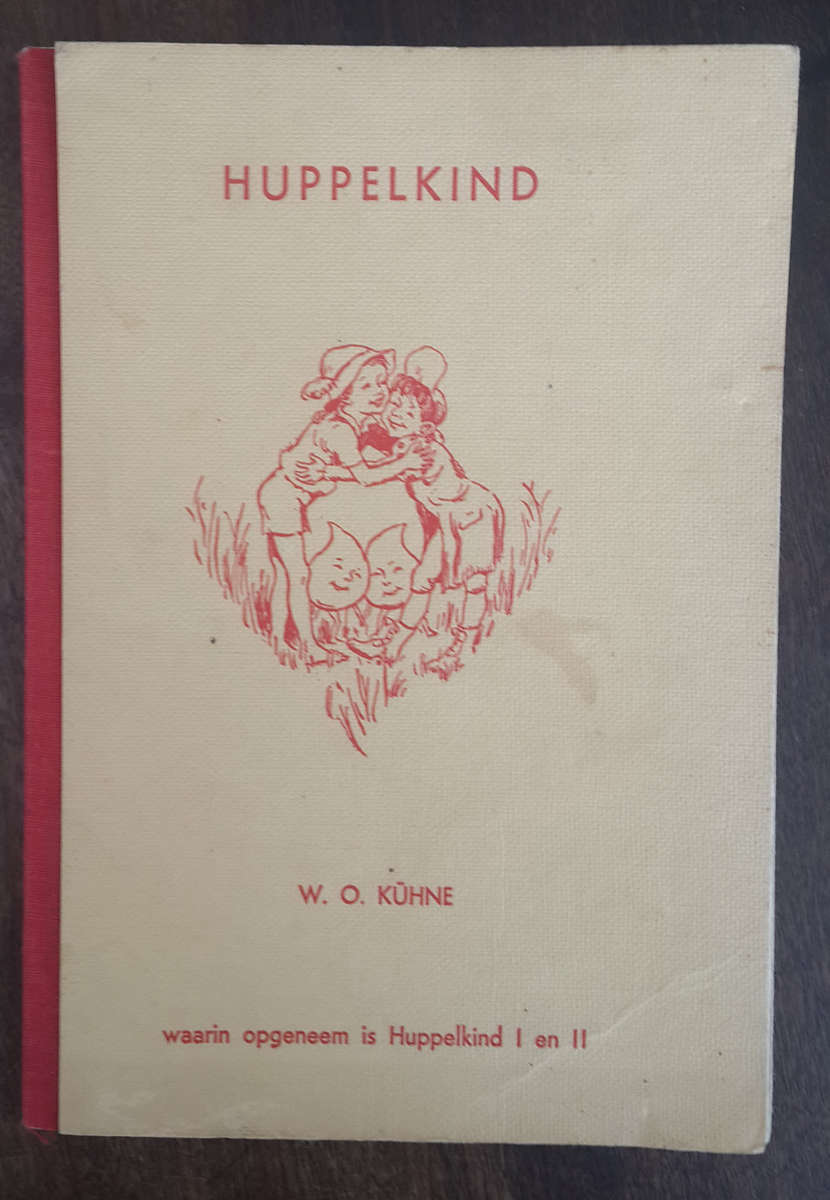 HUPPELKIND
W. O. KÜHNE
waarin opgeneem is Huppelkind I en II